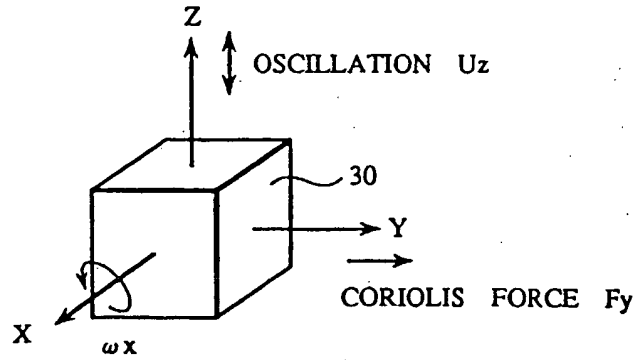 Z
OSCILLATION Uz
30
Y
CORIOLIS FORCE Fy
X
ωx